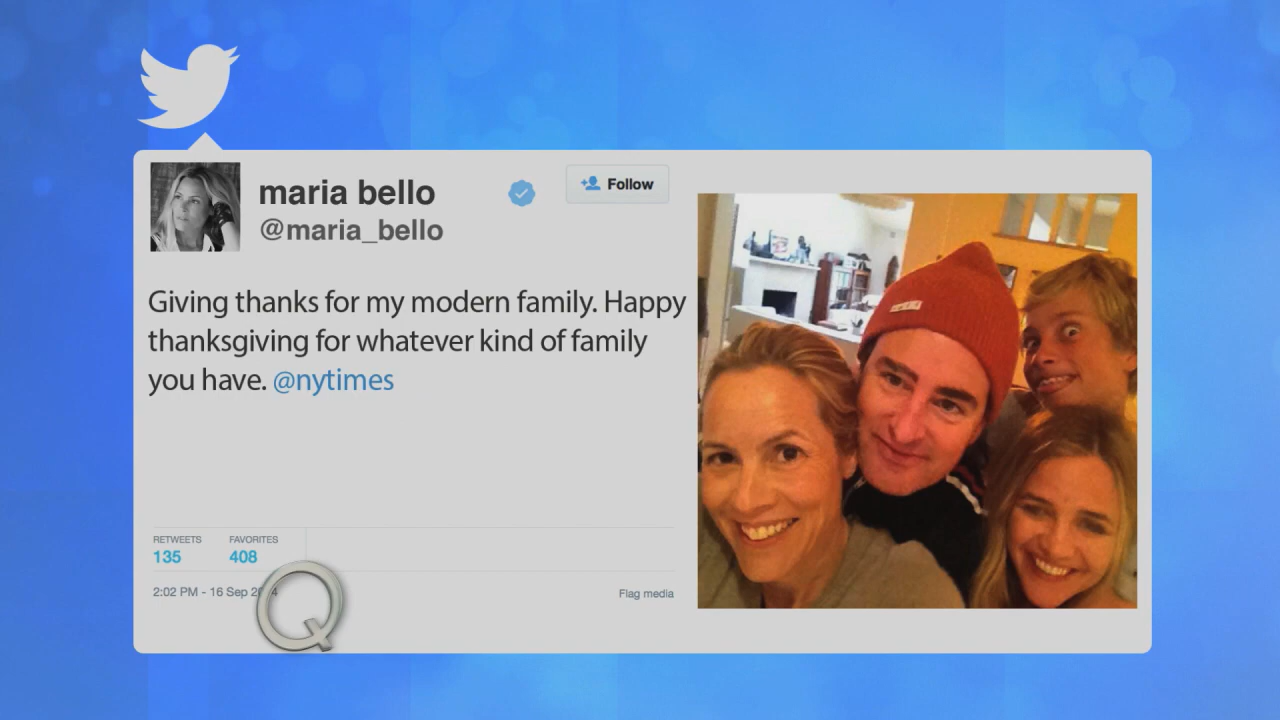 maria bello
Follow
@maria_bello
Giving thanks for my modern family. Happy
thanksgiving for whatever kind of family
you have. @nytimes
RETWEETS FAVORITES
135 408
2:02 PM - 16 Sep
Flag media
Q